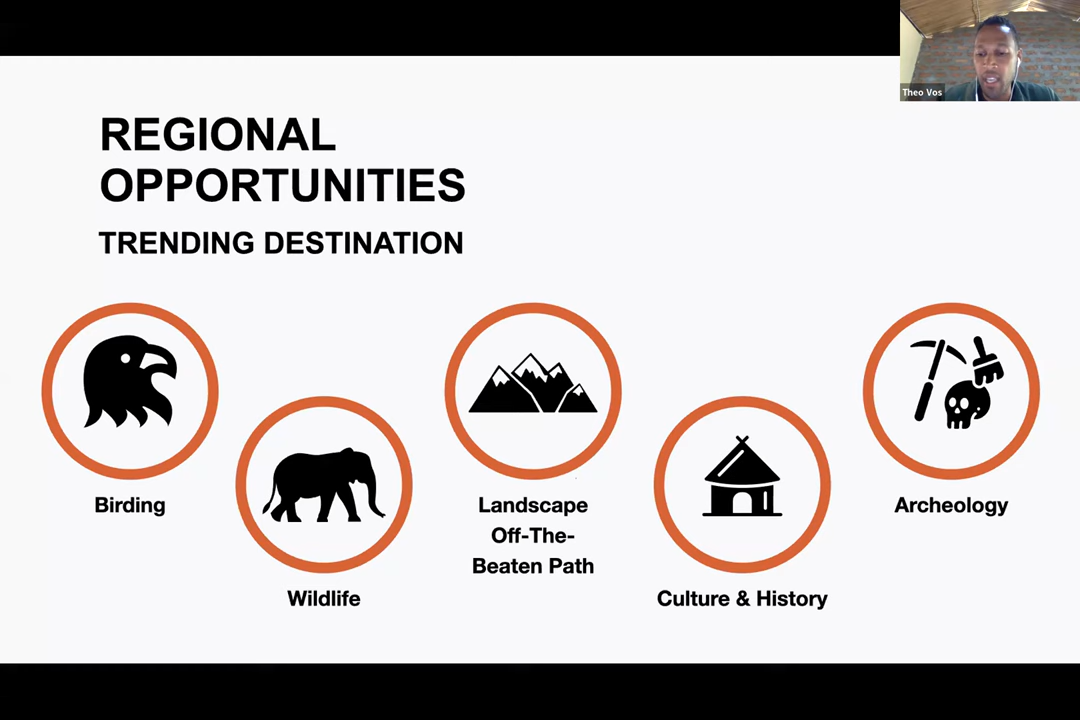 Theo Vos
REGIONAL
OPPORTUNITIES
TRENDING DESTINATION
Birding
Wildlife
Landscape
Off-The-
Beaten Path
Culture & History
Archeology